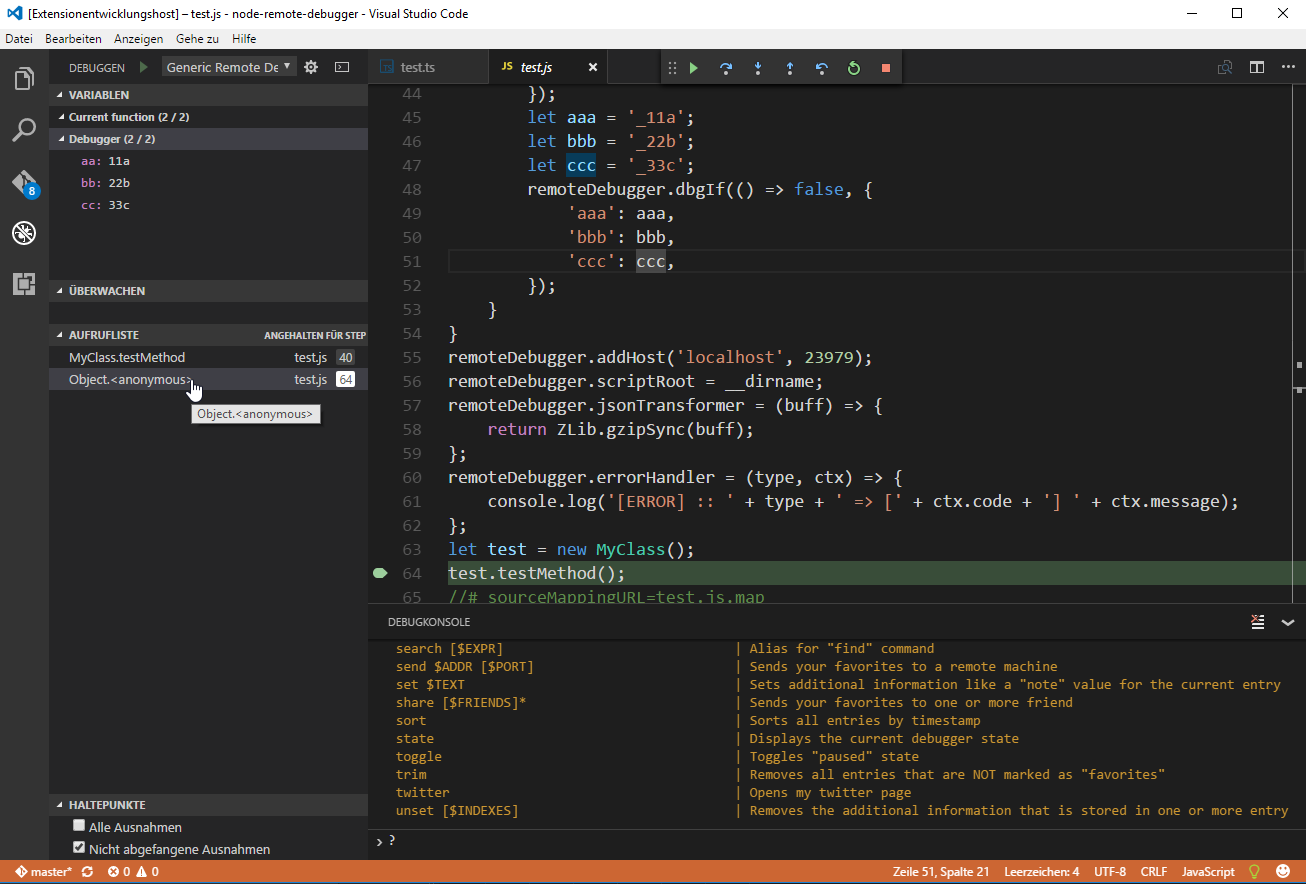 [Extensionentwicklungshost] – test.js - node-remote-debugger - Visual Studio Code
Datei Bearbeiten Anzeigen Gehe zu Hilfe
DEBUGGEN Generic Remote De
VARIABLEN
Current function (2 / 2)
Debugger (2 / 2)
aa: 11a
bb: 22b
cc: 33c
8
ÜBERWACHEN
AUFRUFLISTE ANGEHALTEN FÜR STEP
MyClass.testMethod test.js 40
Object.<anonymous> test.js 64
Object.<anonymous>
HALTEPUNKTE
Alle Ausnahmen
Nicht abgefangene Ausnahmen
test.ts JS test.js
44 });
45 let aaa = '_11a';
46 let bbb = '_22b';
47 let ccc = '_33c';
48 remoteDebugger.dbgIf(() => false, {
49 'aaa': aaa,
50 'bbb': bbb,
51 'ccc': ccc,
52 });
53 }
54 }
55 remoteDebugger.addHost('localhost', 23979);
56 remoteDebugger.scriptRoot = __dirname;
57 remoteDebugger.jsonTransformer = (buff) => {
58 return ZLib.gzipSync(buff);
59 };
60 remoteDebugger.errorHandler = (type, ctx) => {
61 console.log('[ERROR] :: ' + type + ' => [' + ctx.code + '] ' + ctx.message);
62 };
63 let test = new MyClass();
64 test.testMethod();
65 //# sourceMappingURL=test.js.map
DEBUGKONSOLE
search [$EXPR] | Alias for "find" command
send $ADDR [$PORT] | Sends your favorites to a remote machine
set $TEXT | Sets additional information like a "note" value for the current entry
share [$FRIENDS]* | Sends your favorites to one or more friend
sort | Sorts all entries by timestamp
state | Displays the current debugger state
toggle | Toggles "paused" state
trim | Removes all entries that are NOT marked as "favorites"
twitter | Opens my twitter page
unset [$INDEXES] | Removes the additional information that is stored in one or more entry
> ?
master* 0 0 Zeile 51, Spalte 21 Leerzeichen: 4 UTF-8 CRLF JavaScript